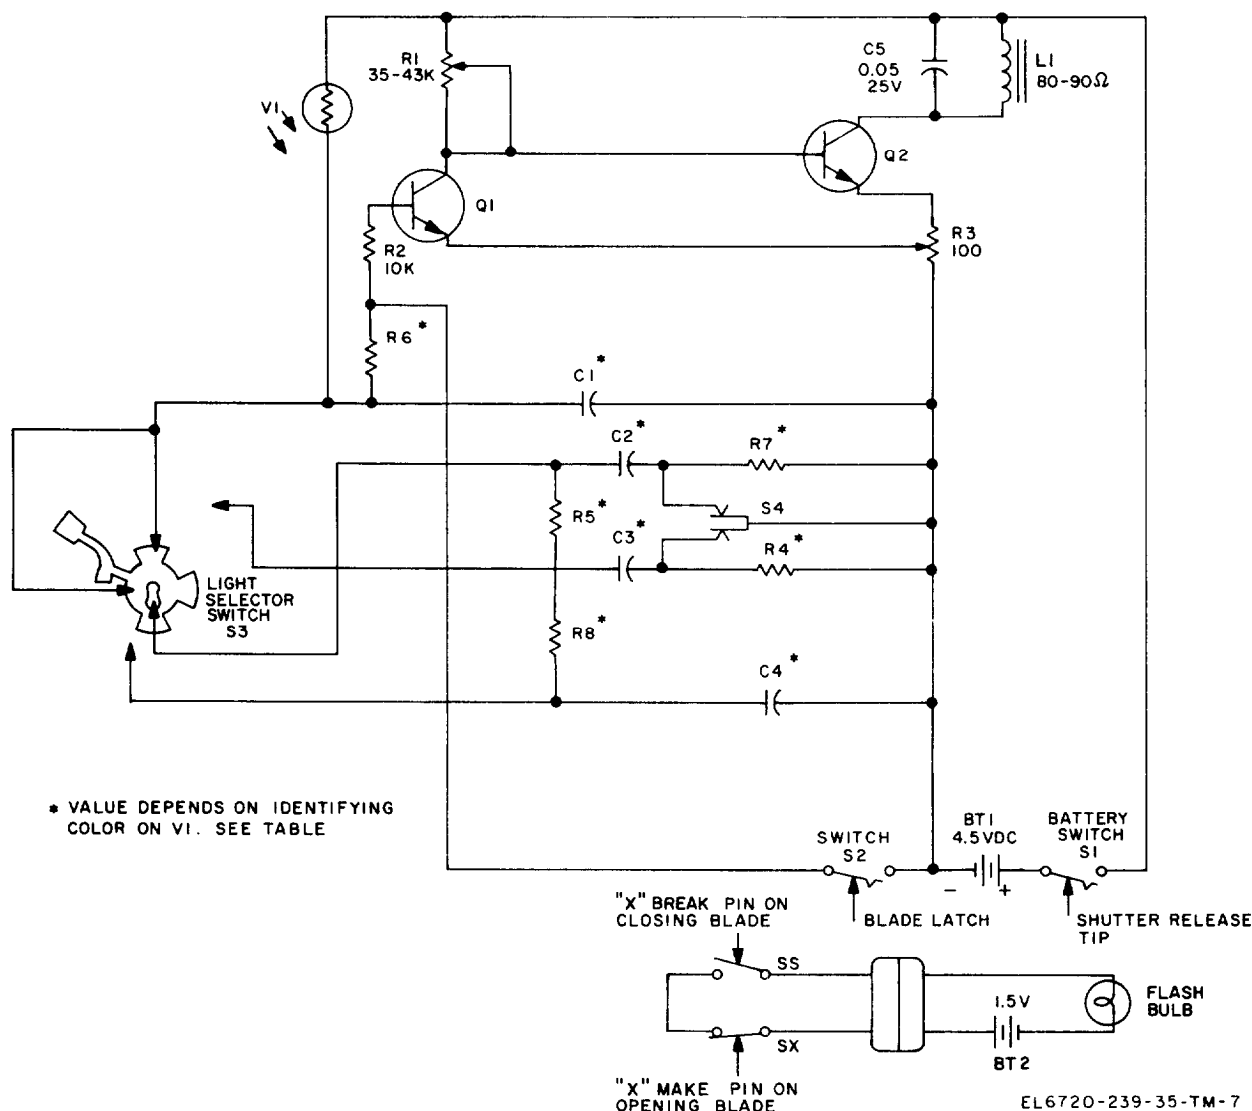 R1
35-43K
C5
0.05
25V
L1
80-90Ω
V1
Q2
Q1
R2
10K
R3
100
R6*
C1*
C2*
R7*
R5*
S4
C3*
R4*
LIGHT
SELECTOR
SWITCH
S3
R8*
C4*
* VALUE DEPENDS ON IDENTIFYING
COLOR ON V1. SEE TABLE
SWITCH
S2
BT1
4.5VDC
BATTERY
SWITCH
S1
- +
BLADE LATCH
SHUTTER RELEASE
TIP
"X" BREAK PIN ON
CLOSING BLADE
SS
SX
1.5V
BT2
FLASH
BULB
"X" MAKE PIN ON
OPENING BLADE
EL6720-239-35-TM-7